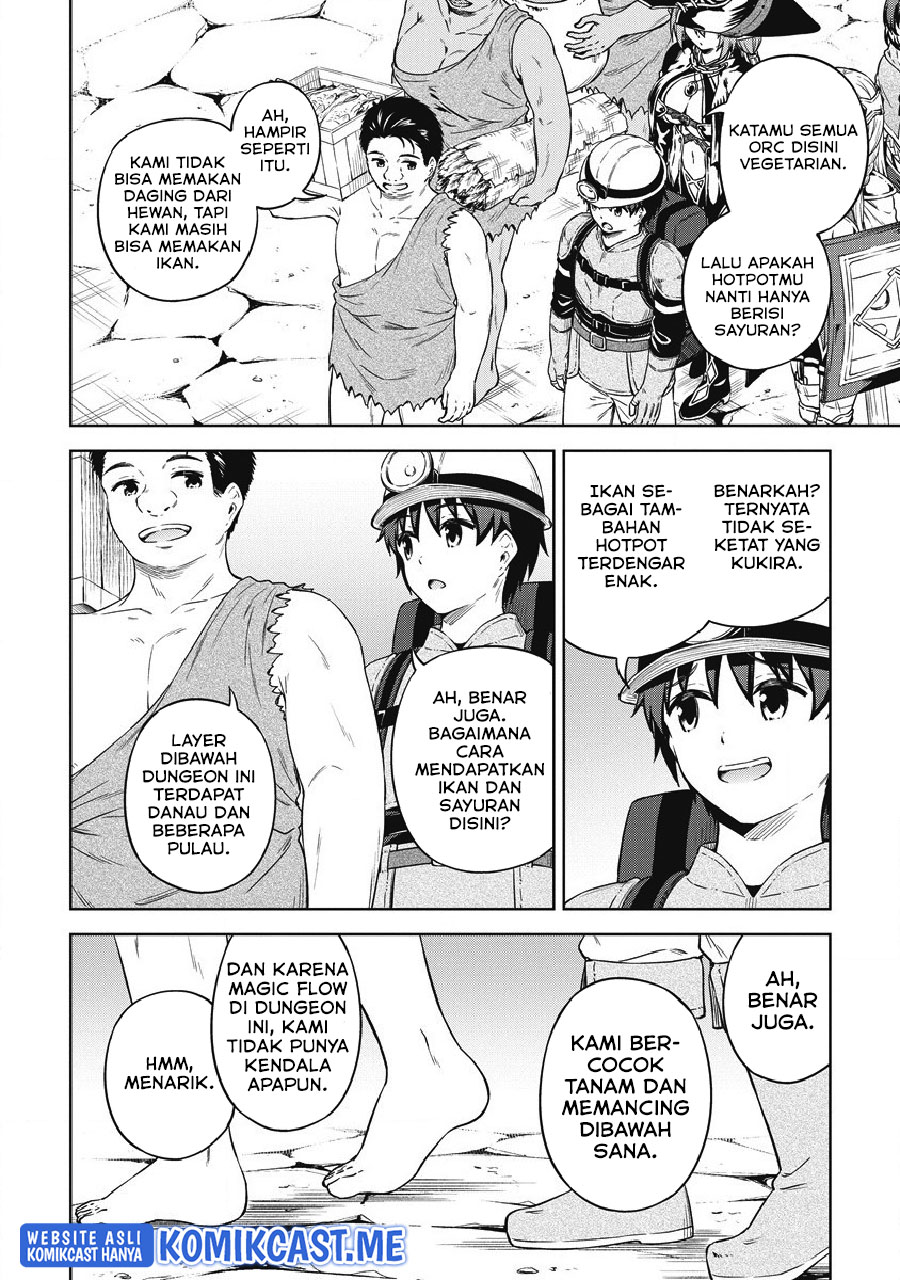 KATAMU SEMUA
ORC DISINI
VEGETARIAN.
LALU APAKAH
HOTPOTMU
NANTI HANYA
BERISI
SAYURAN?
AH,
HAMPIR
SEPERTI
ITU.
KAMI TIDAK
BISA MEMAKAN
DAGING DARI
HEWAN, TAPI
KAMI MASIH
BISA MEMAKAN
IKAN.
BENARKAH?
TERNYATA
TIDAK SE-
KETAT YANG
KUKIRA.
IKAN SE-
BAGAI TAM-
BAHAN
HOTPOT
TERDENGAR
ENAK.
AH, BENAR
JUGA.
BAGAIMANA
CARA
MENDAPATKAN
IKAN DAN
SAYURAN
DISINI?
LAYER
DIBAWAH
DUNGEON INI
TERDAPAT
DANAU DAN
BEBERAPA
PULAU.
AH,
BENAR
JUGA.
KAMI BER-
COCOK
TANAM DAN
MEMANCING
DIBAWAH
SANA.
DAN KARENA
MAGIC FLOW
DI DUNGEON
INI, KAMI
TIDAK PUNYA
KENDALA
APAPUN.
HMM,
MENARIK.
WEBSITE ASLI
KOMIKCAST HANYA
KOMIKCAST.ME